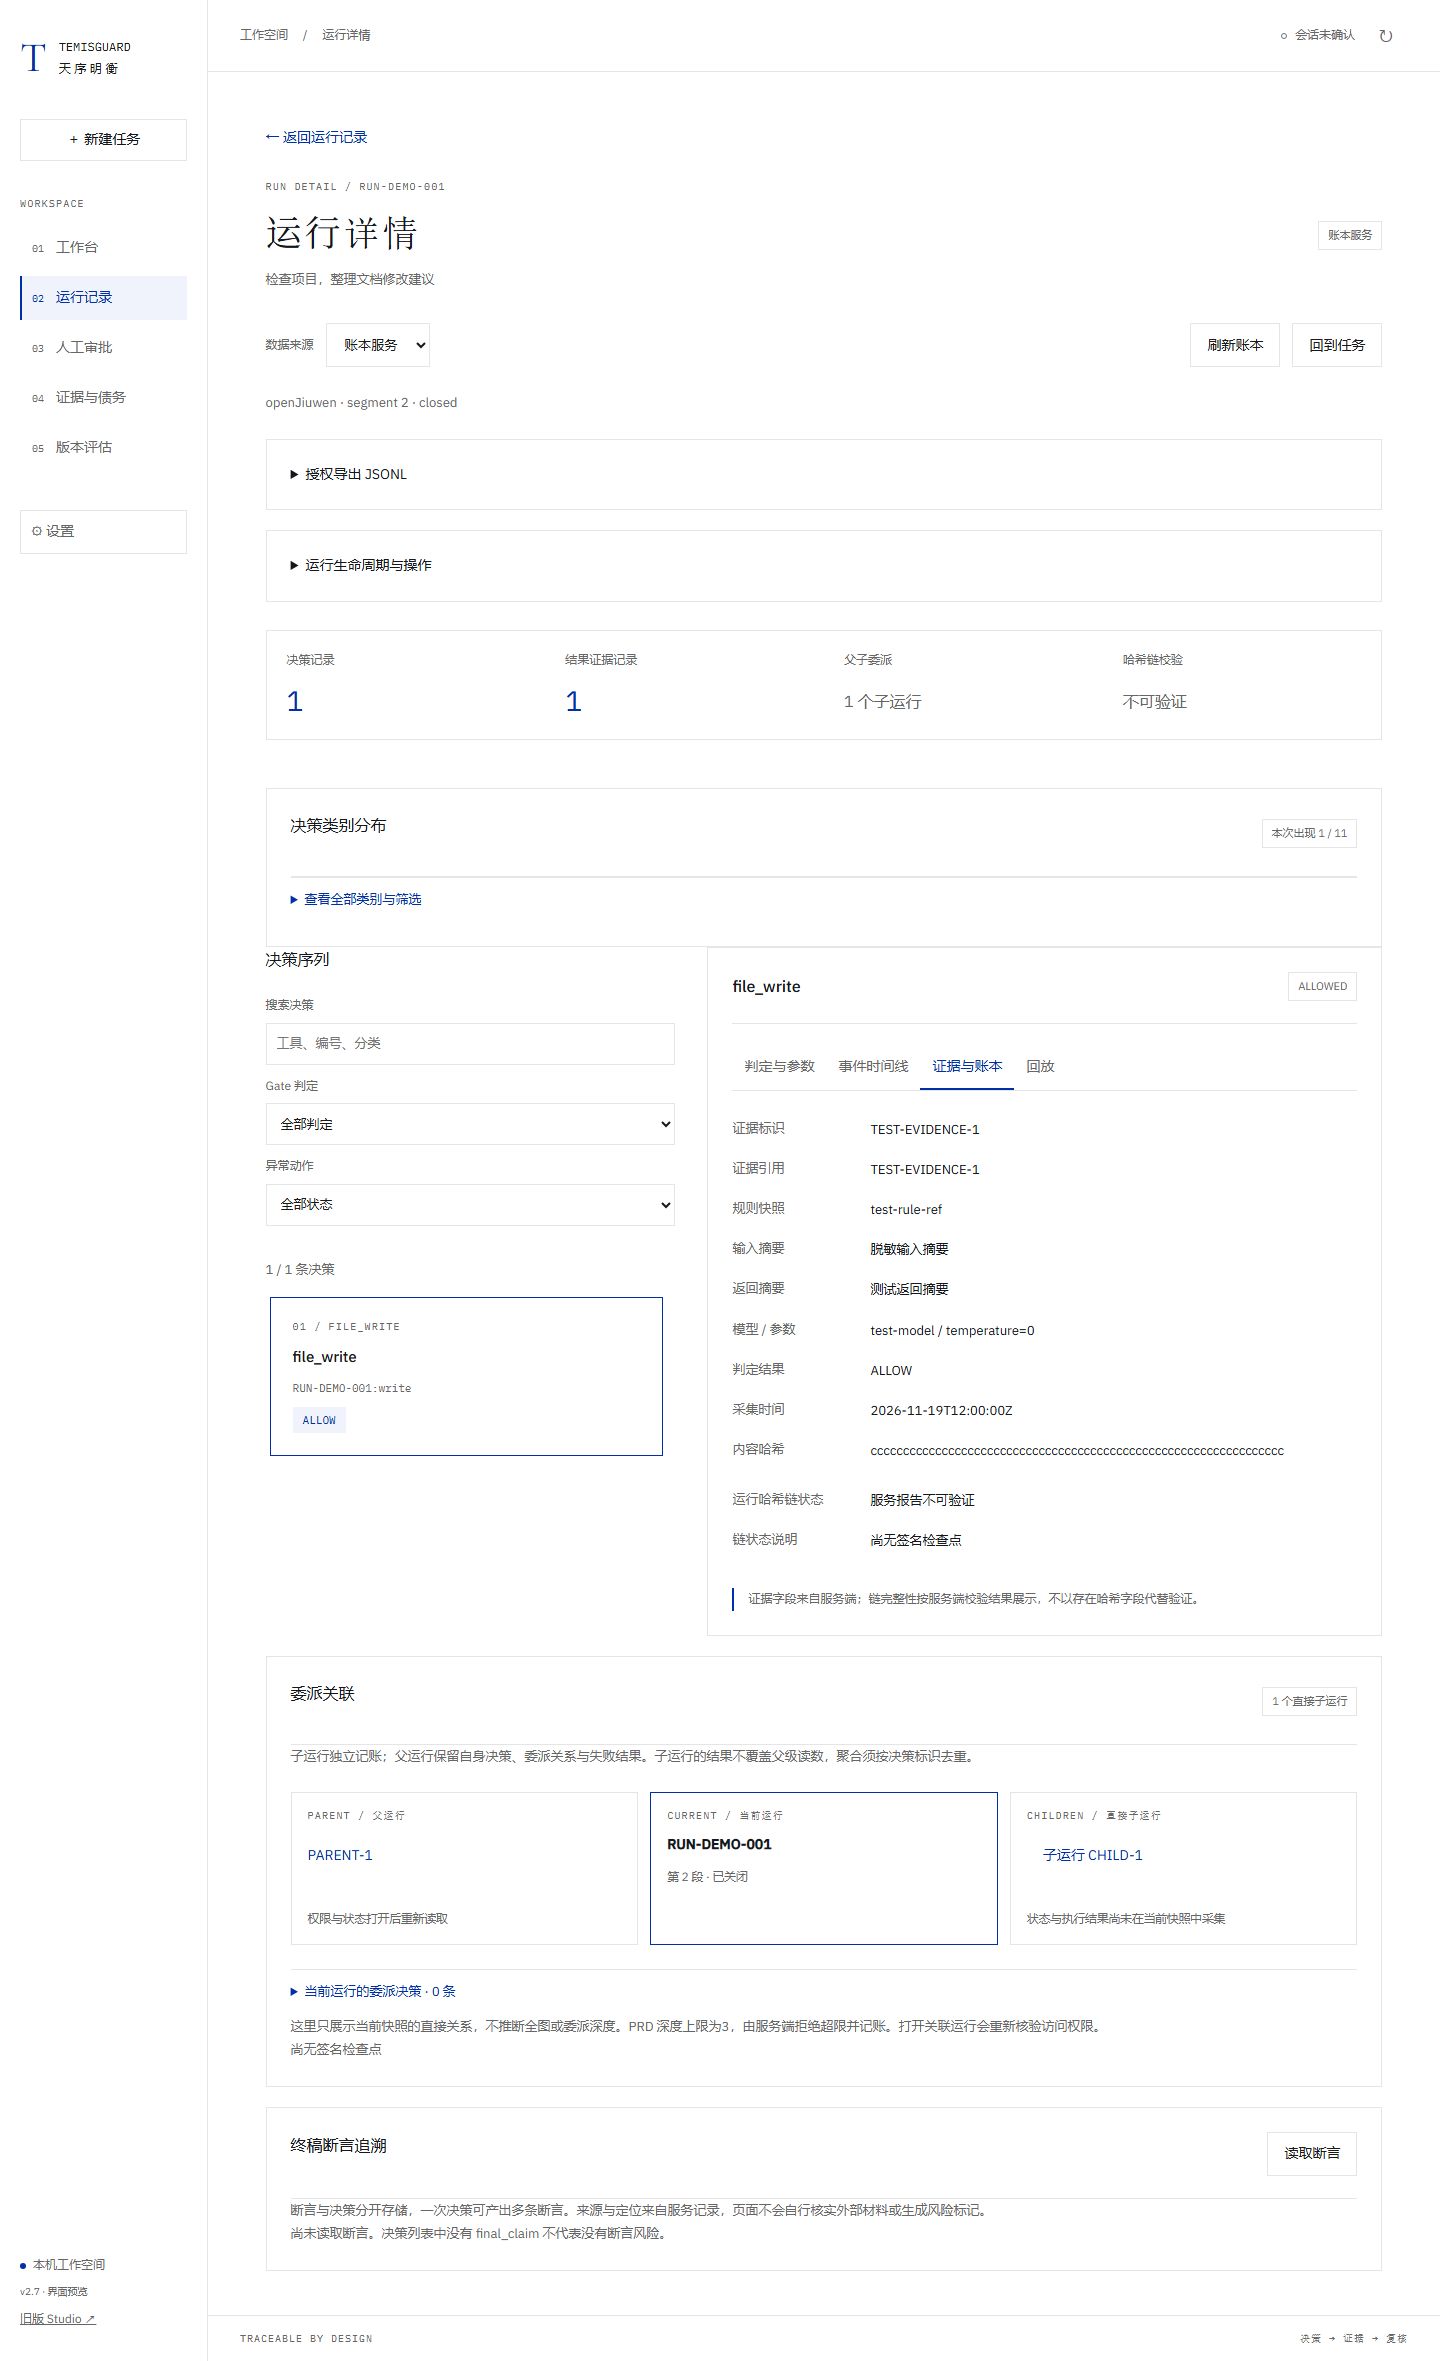 T TEMISGUARD
天序明衡
+ 新建任务
WORKSPACE
01 工作台
02 运行记录
03 人工审批
04 证据与债务
05 版本评估
⚙ 设置
本机工作空间
v2.7 · 界面预览
旧版 Studio ↗
工作空间 / 运行详情
会话未确认 ↻
← 返回运行记录
RUN DETAIL / RUN-DEMO-001
运行详情
账本服务
检查项目，整理文档修改建议
数据来源 账本服务
刷新账本 回到任务
openJiuwen · segment 2 · closed
▶ 授权导出 JSONL
▶ 运行生命周期与操作
决策记录 结果证据记录 父子委派 哈希链校验
1 1 1 个子运行 不可验证
决策类别分布
本次出现 1 / 11
▶ 查看全部类别与筛选
决策序列
搜索决策
工具、编号、分类
Gate 判定
全部判定
异常动作
全部状态
1 / 1 条决策
01 / FILE_WRITE
file_write
RUN-DEMO-001:write
ALLOW
file_write
ALLOWED
判定与参数 事件时间线 证据与账本 回放
证据标识 TEST-EVIDENCE-1
证据引用 TEST-EVIDENCE-1
规则快照 test-rule-ref
输入摘要 脱敏输入摘要
返回摘要 测试返回摘要
模型 / 参数 test-model / temperature=0
判定结果 ALLOW
采集时间 2026-11-19T12:00:00Z
内容哈希 cccccccccccccccccccccccccccccccccccccccccccccccccccccccccccccccc
运行哈希链状态 服务报告不可验证
链状态说明 尚无签名检查点
证据字段来自服务端；链完整性按服务端校验结果展示，不以存在哈希字段代替验证。
委派关联
1 个直接子运行
子运行独立记账；父运行保留自身决策、委派关系与失败结果。子运行的结果不覆盖父级读数，聚合须按决策标识去重。
PARENT / 父运行
PARENT-1
权限与状态打开后重新读取
CURRENT / 当前运行
RUN-DEMO-001
第 2 段 · 已关闭
CHILDREN / 直接子运行
子运行 CHILD-1
状态与执行结果尚未在当前快照中采集
▶ 当前运行的委派决策 · 0 条
这里只展示当前快照的直接关系，不推断全图或委派深度。PRD 深度上限为3，由服务端拒绝超限并记账。打开关联运行会重新核验访问权限。
尚无签名检查点
终稿断言追溯
读取断言
断言与决策分开存储，一次决策可产出多条断言。来源与定位来自服务记录，页面不会自行核实外部材料或生成风险标记。
尚未读取断言。决策列表中没有 final_claim 不代表没有断言风险。
TRACEABLE BY DESIGN
决策 → 证据 → 复核